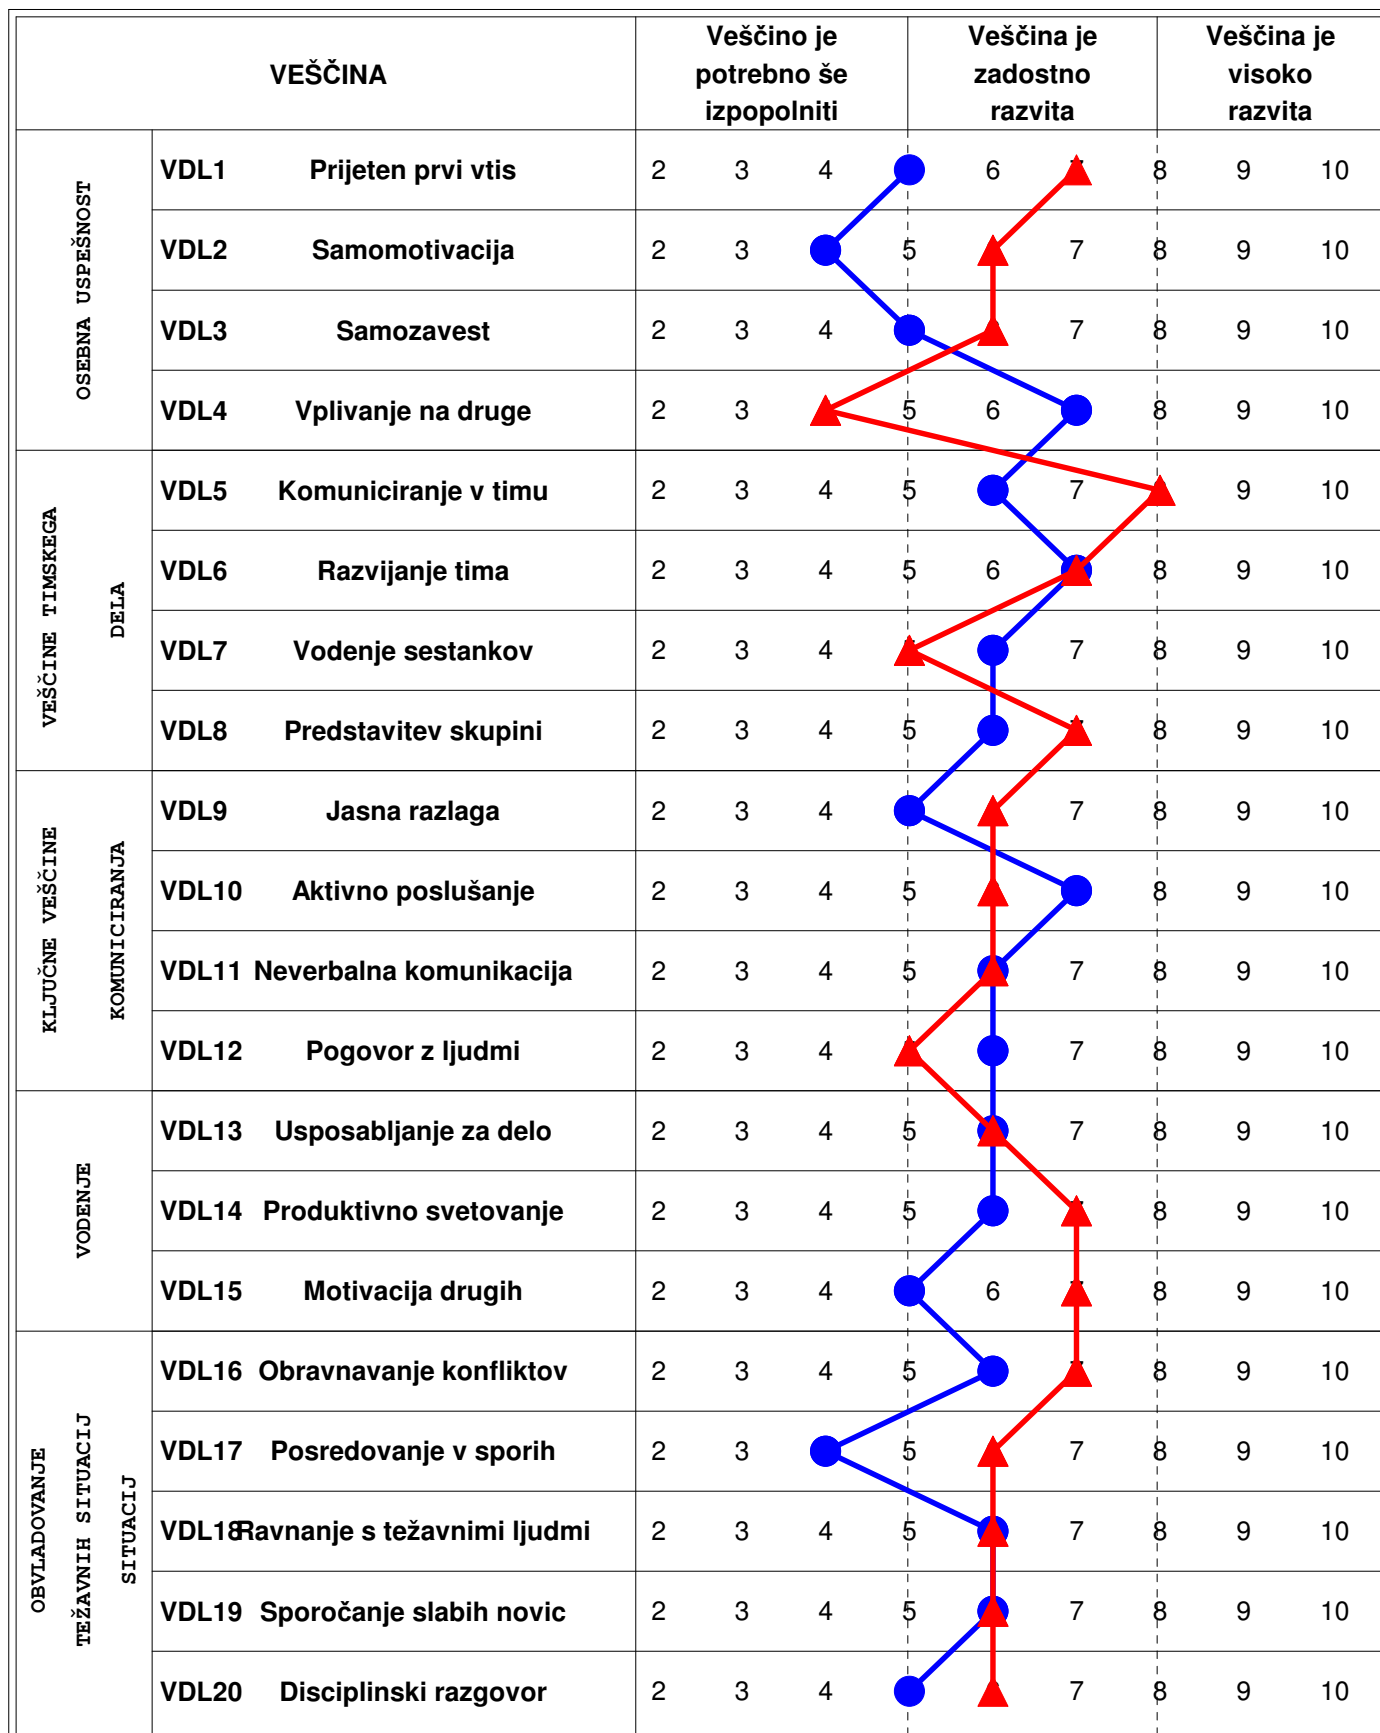 VEŠČINA
Veščino je
potrebno še
izpopolniti
Veščina je
zadostno
razvita
Veščina je
visoko
razvita
OSEBNA USPEŠNOST
VDL1 Prijeten prvi vtis 2 3 4 6 8 9 10
VDL2 Samomotivacija 2 3 5 7 8 9 10
VDL3 Samozavest 2 3 4 7 8 9 10
VDL4 Vplivanje na druge 2 3 5 6 8 9 10
VEŠČINE TIMSKEGA
DELA
VDL5 Komuniciranje v timu 2 3 4 5 7 9 10
VDL6 Razvijanje tima 2 3 4 5 6 8 9 10
VDL7 Vodenje sestankov 2 3 4 7 8 9 10
VDL8 Predstavitev skupini 2 3 4 5 8 9 10
KLJUČNE VEŠČINE
KOMUNICIRANJA
VDL9 Jasna razlaga 2 3 4 7 8 9 10
VDL10 Aktivno poslušanje 2 3 4 5 8 9 10
VDL11 Neverbalna komunikacija 2 3 4 5 7 8 9 10
VDL12 Pogovor z ljudmi 2 3 4 7 8 9 10
VODENJE
VDL13 Usposabljanje za delo 2 3 4 5 7 8 9 10
VDL14 Produktivno svetovanje 2 3 4 5 8 9 10
VDL15 Motivacija drugih 2 3 4 6 8 9 10
OBVLADOVANJE
TEŽAVNIH SITUACIJ
SITUACIJ
VDL16 Obravnavanje konfliktov 2 3 4 5 8 9 10
VDL17 Posredovanje v sporih 2 3 5 7 8 9 10
VDL18 Ravnanje s težavnimi ljudmi 2 3 4 5 7 8 9 10
VDL19 Sporočanje slabih novic 2 3 4 5 7 8 9 10
VDL20 Disciplinski razgovor 2 3 4 7 8 9 10